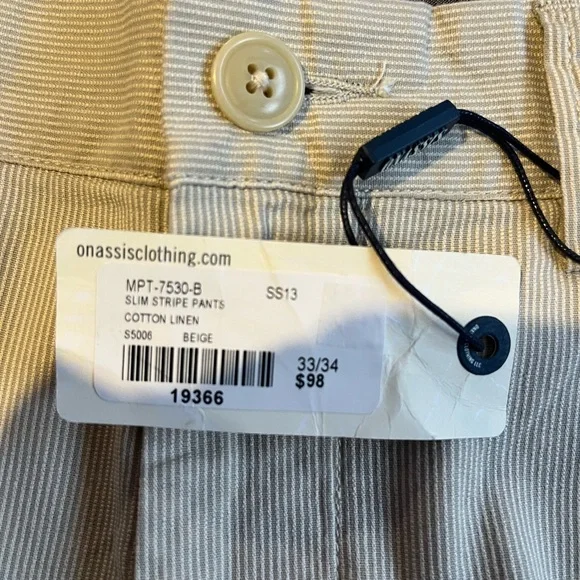 onassisclothing.com
MPT-7530-B SS13
SLIM STRIPE PANTS
COTTON LINEN
S5006 BEIGE
33/34
$98
19366